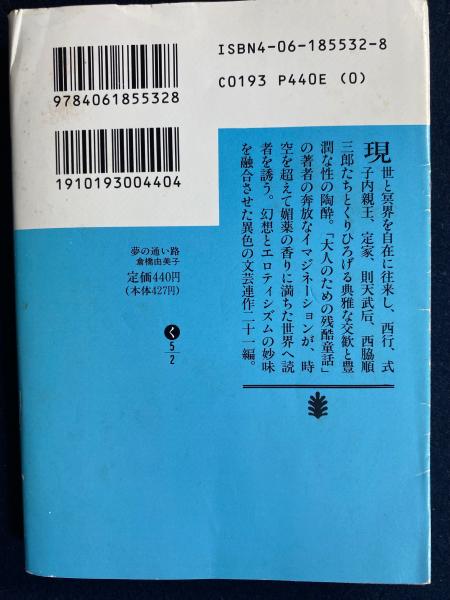 ISBN4-06-185532-8
C0193 P440E (0)
9784061855328
1910193004404
現世と冥界を自在に往来し、西行、式
子内親王、定家、則天武后、西脇順
三郎たちとくりひろげる典雅な交歓と豊
潤な性の陶酔。「大人のための残酷童話」
の著者の奔放なイマジネーションが、時
空を超えて媚薬の香りに満ちた世界へ読
者を誘う。幻想とエロティシズムの妙味
を融合させた異色の文芸連作二十一編。
夢の通い路
倉橋由美子
定価440円
(本体427円)
く
5/2